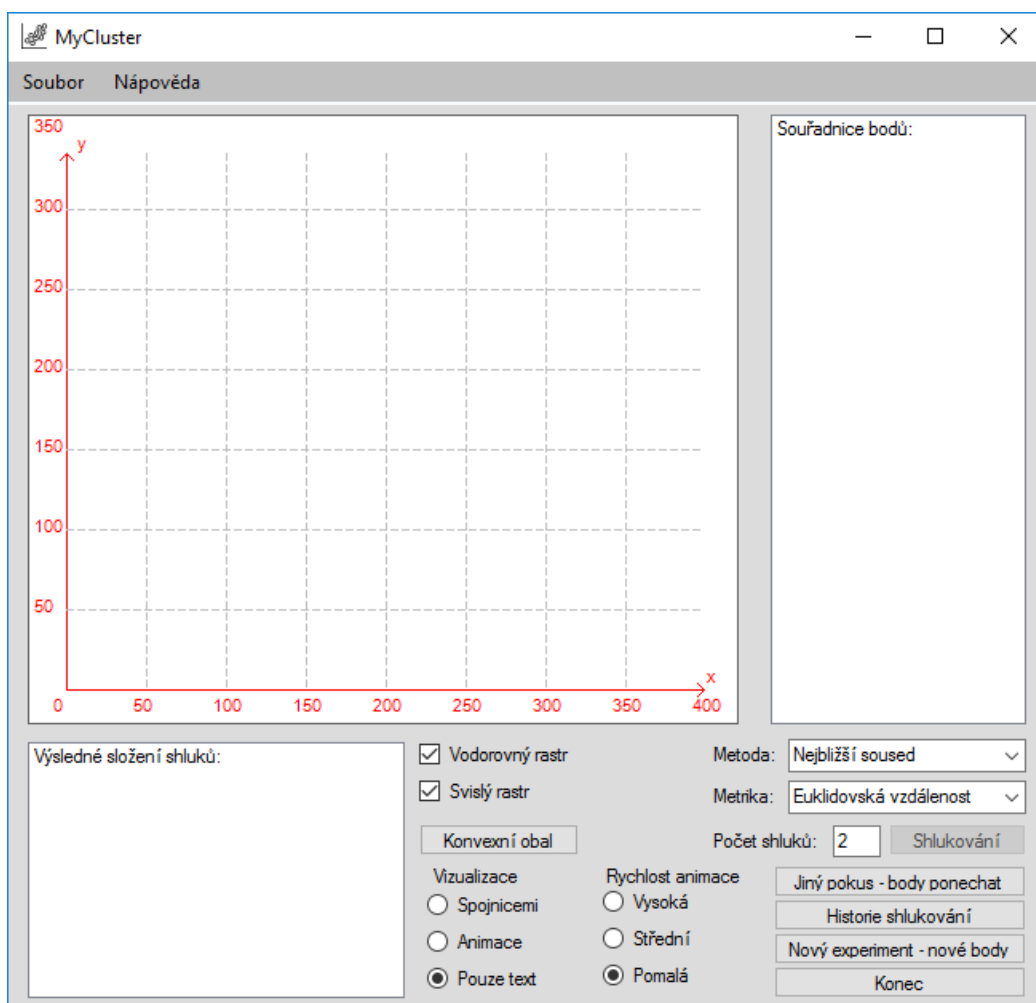 MyCluster
Soubor Nápověda
350
y
300
250
200
150
100
50
x
0 50 100 150 200 250 300 350 400
Souřadnice bodů:
Výsledné složení shluků:
Vodorovný rastr
Svislý rastr
Metoda: Nejbližší soused
Metrika: Euklidovská vzdálenost
Konvexní obal
Počet shluků: 2 Shlukování
Vizualizace
Spojnicemi
Animace
Pouze text
Rychlost animace
Vysoká
Střední
Pomalá
Jiný pokus - body ponechat
Historie shlukování
Nový experiment - nové body
Konec